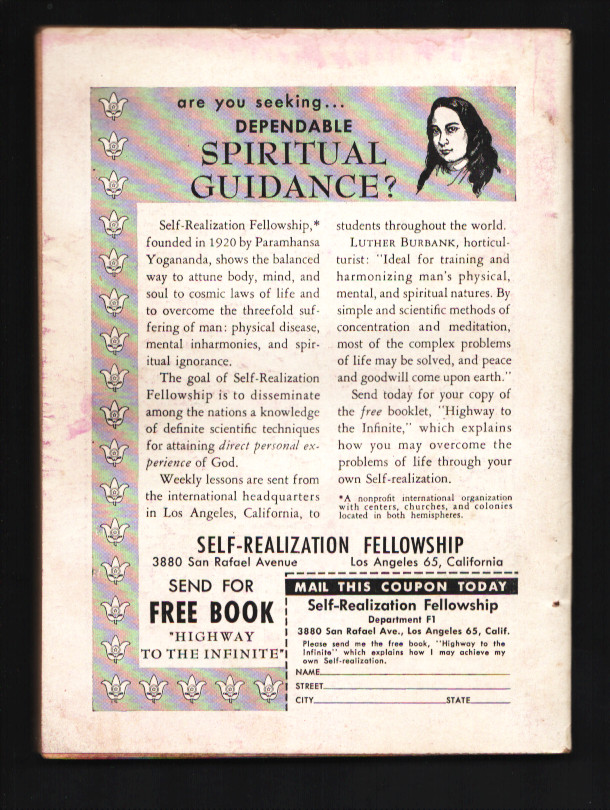 are you seeking...
DEPENDABLE
SPIRITUAL
GUIDANCE?
Self-Realization Fellowship,*
founded in 1920 by Paramhansa
Yogananda, shows the balanced
way to attune body, mind, and
soul to cosmic laws of life and
to overcome the threefold suf-
fering of man: physical disease,
mental inharmonies, and spir-
itual ignorance.
The goal of Self-Realization
Fellowship is to disseminate
among the nations a knowledge
of definite scientific techniques
for attaining direct personal ex-
perience of God.
Weekly lessons are sent from
the international headquarters
in Los Angeles, California, to
students throughout the world.
LUTHER BURBANK, horticul-
turist: "Ideal for training and
harmonizing man's physical,
mental, and spiritual natures. By
simple and scientific methods of
concentration and meditation,
most of the complex problems
of life may be solved, and peace
and goodwill come upon earth."
Send today for your copy of
the free booklet, "Highway to
the Infinite," which explains
how you may overcome the
problems of life through your
own Self-realization.
*A nonprofit international organization
with centers, churches, and colonies
located in both hemispheres.
SELF-REALIZATION FELLOWSHIP
3880 San Rafael Avenue Los Angeles 65, California
SEND FOR
FREE BOOK
"HIGHWAY
TO THE INFINITE"
MAIL THIS COUPON TODAY
Self-Realization Fellowship
Department F1
3880 San Rafael Ave., Los Angeles 65, Calif.
Please send me the free book, "Highway to the
Infinite" which explains how I may achieve my
own Self-realization.
NAME
STREET
CITY STATE